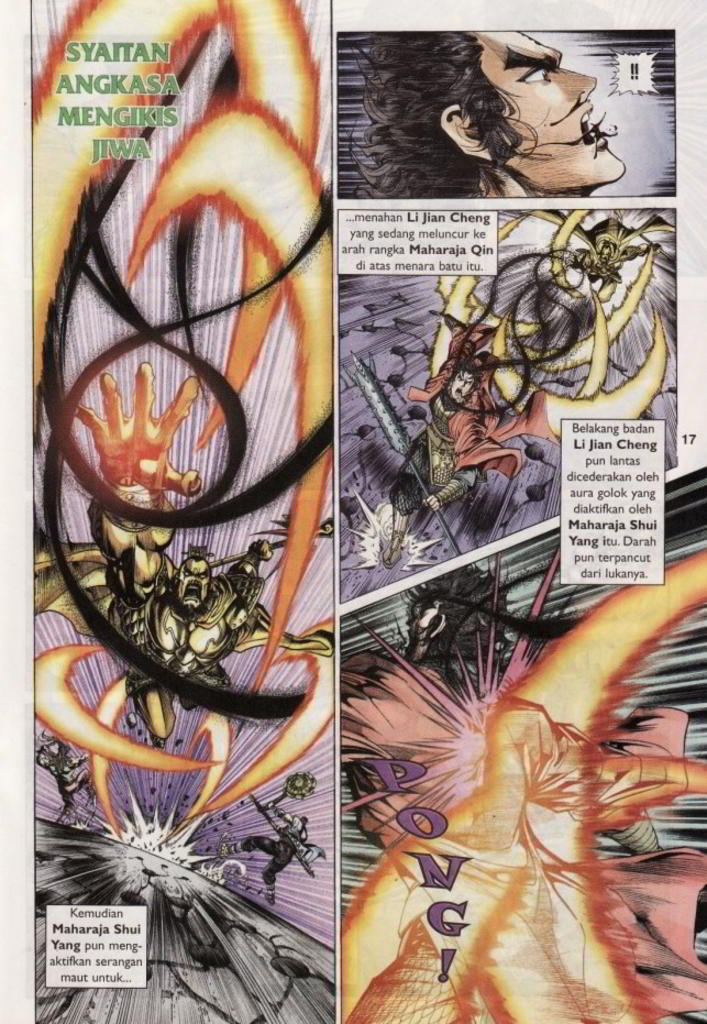 SYAITAN
ANGKASA
MENGIKIS
JIWA
Kemudian
Maharaja Shui
Yang pun meng-
aktifkan serangan
maut untuk...
!!
...menahan Li Jian Cheng
yang sedang meluncur ke
arah rangka Maharaja Qin
di atas menara batu itu.
Belakang badan
Li Jian Cheng
pun lantas
dicederakan oleh
aura golok yang
diaktifkan oleh
Maharaja Shui
Yang itu. Darah
pun terpancut
dari lukanya.
17
PONG!